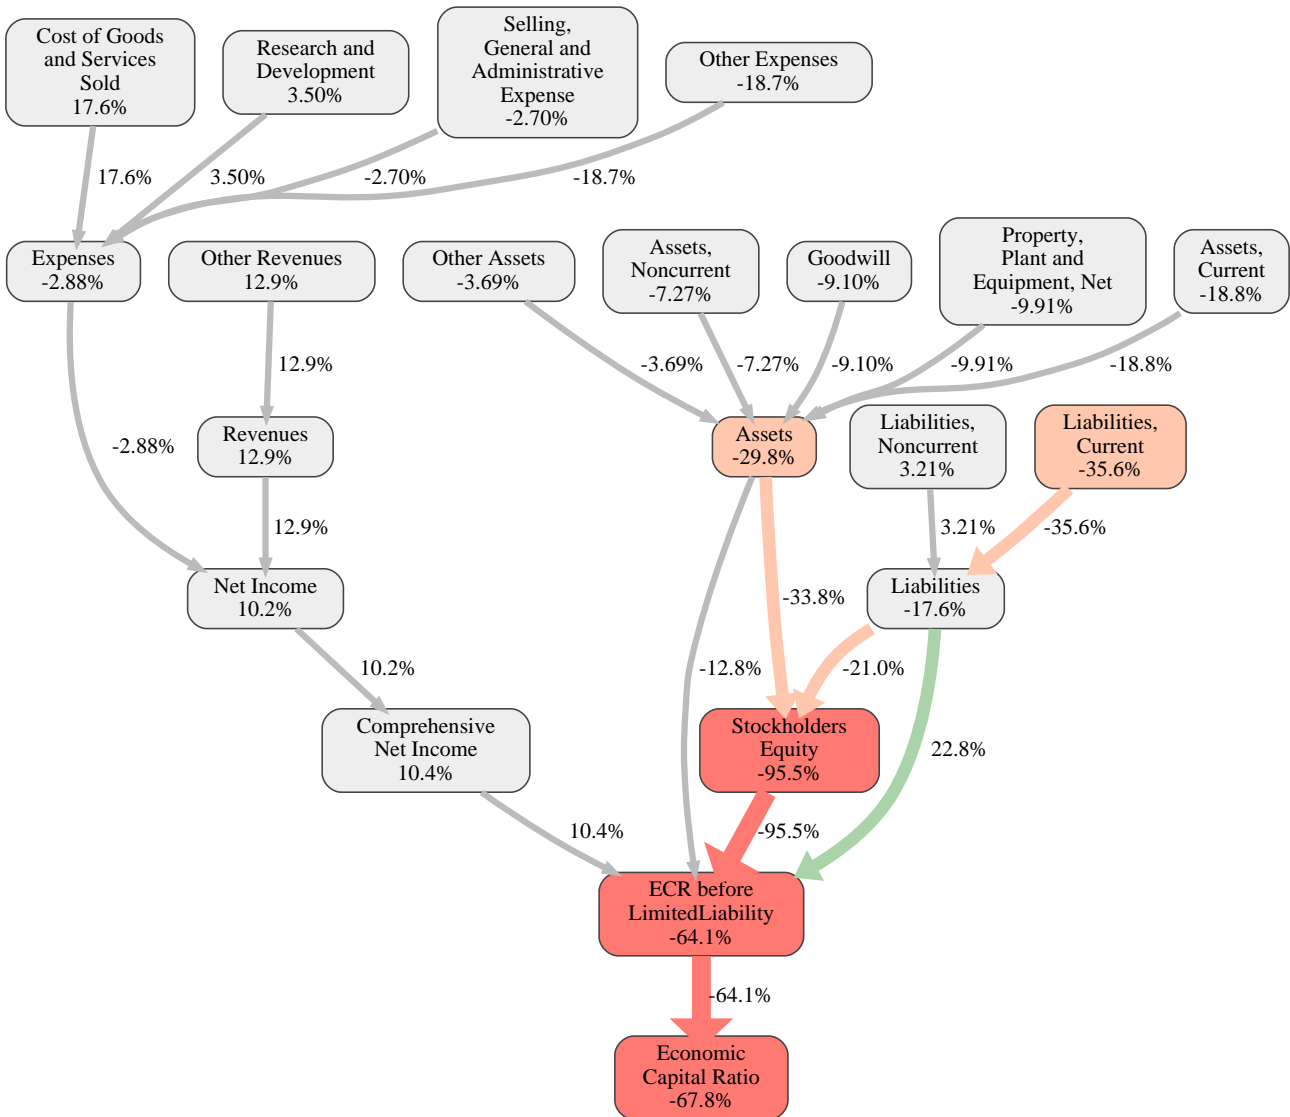 Cost of Goods
and Services
Sold
17.6%
Research and
Development
3.50%
Selling,
General and
Administrative
Expense
-2.70%
Other Expenses
-18.7%
17.6%
3.50%
-2.70%
-18.7%
Expenses
-2.88%
Other Revenues
12.9%
Other Assets
-3.69%
Assets,
Noncurrent
-7.27%
Goodwill
-9.10%
Property,
Plant and
Equipment, Net
-9.91%
Assets,
Current
-18.8%
12.9%
-3.69%
-7.27%
-9.10%
-9.91%
-18.8%
-2.88%
Revenues
12.9%
Assets
-29.8%
Liabilities,
Noncurrent
3.21%
Liabilities,
Current
-35.6%
12.9%
3.21%
-35.6%
Net Income
10.2%
-33.8%
Liabilities
-17.6%
10.2%
-12.8%
-21.0%
Comprehensive
Net Income
10.4%
Stockholders
Equity
-95.5%
22.8%
10.4%
-95.5%
ECR before
LimitedLiability
-64.1%
-64.1%
Economic
Capital Ratio
-67.8%